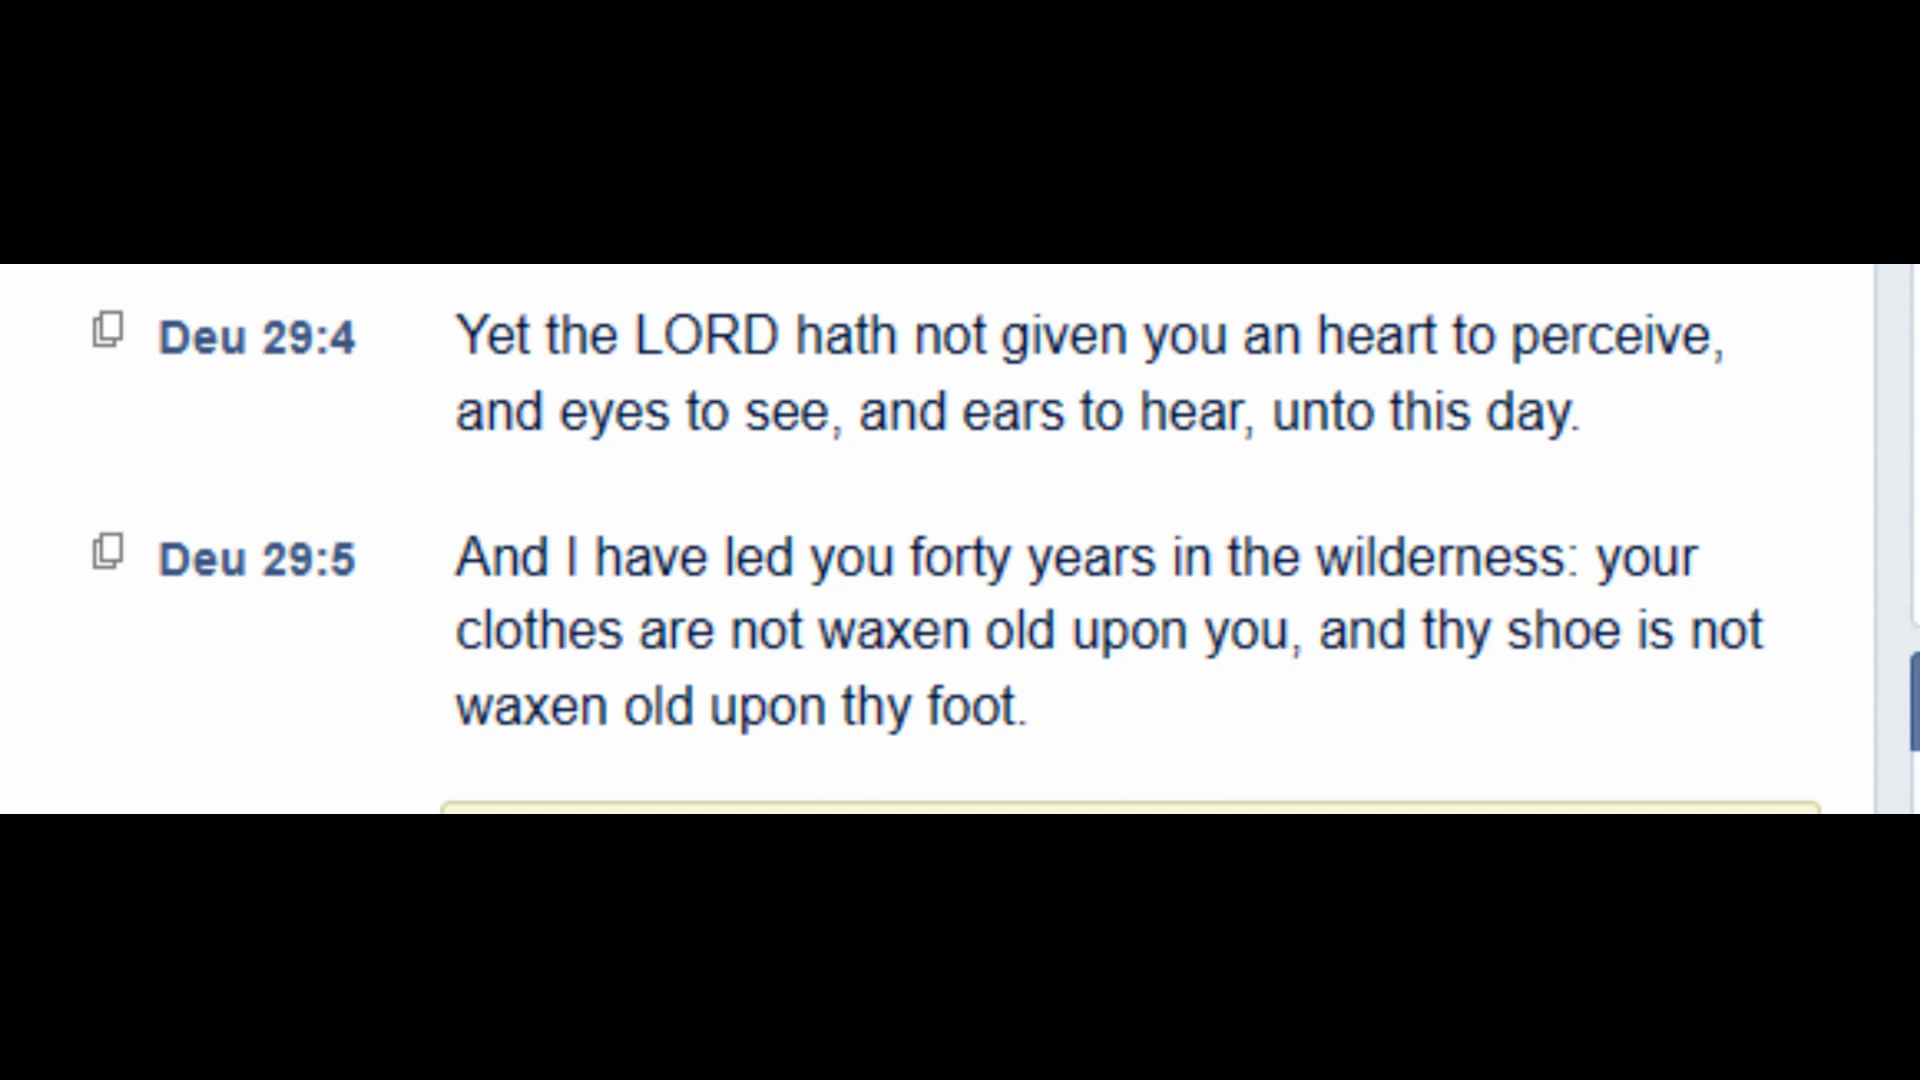 Deu 29:4 Yet the LORD hath not given you an heart to perceive,
and eyes to see, and ears to hear, unto this day.
Deu 29:5 And I have led you forty years in the wilderness: your
clothes are not waxen old upon you, and thy shoe is not
waxen old upon thy foot.